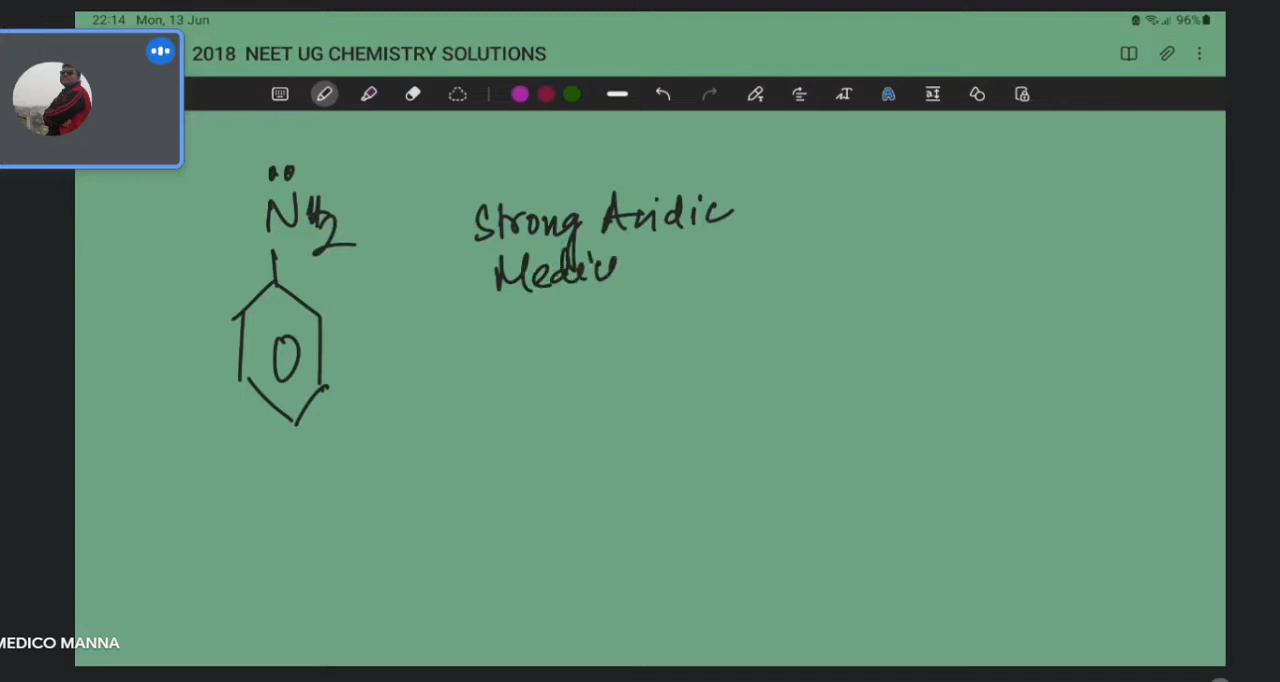 22:14 Mon, 13 Jun
96%
2018 NEET UG CHEMISTRY SOLUTIONS
NH2
Strong Acidic
O
MEDICO MANNA